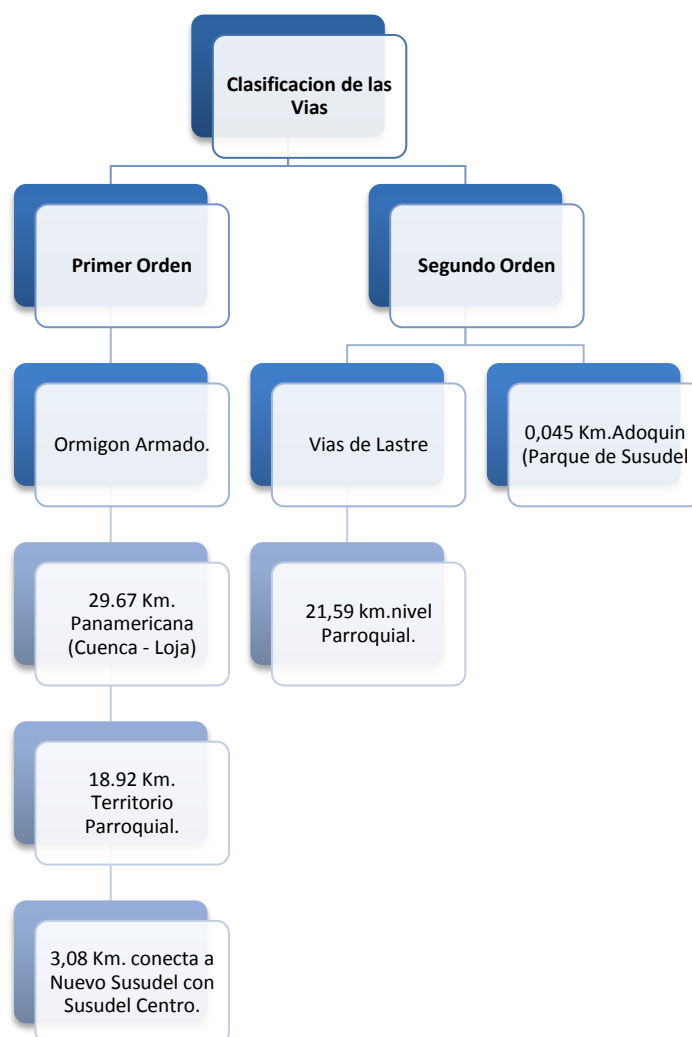 Clasificacion de las
Vias
Primer Orden
Segundo Orden
Ormigon Armado.
Vias de Lastre
0,045 Km.Adoquin
(Parque de Susudel
29.67 Km.
Panamericana
(Cuenca - Loja)
21,59 km.nivel
Parroquial.
18.92 Km.
Territorio
Parroquial.
3,08 Km. conecta a
Nuevo Susudel con
Susudel Centro.